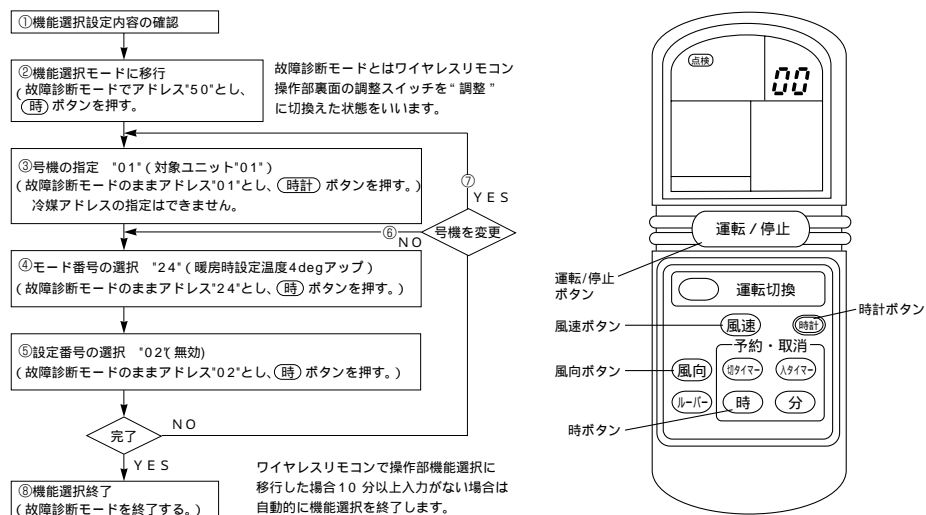 ①機能選択設定内容の確認
②機能選択モードに移行
(故障診断モードでアドレス"50"とし、
時 ボタンを押す。
故障診断モードとはワイヤレスリモコン
操作部裏面の調整スイッチを"調整"
に切換えた状態をいいます。
③号機の指定 "01"(対象ユニット"01")
(故障診断モードのままアドレス"01"とし、時計 ボタンを押す。)
冷媒アドレスの指定はできません。
⑦
YES
⑥
NO
号機を変更
④モード番号の選択 "24"(暖房時設定温度4degアップ)
(故障診断モードのままアドレス"24"とし、時 ボタンを押す。)
⑤設定番号の選択 "02"(無効)
(故障診断モードのままアドレス"02"とし、時 ボタンを押す。)
完了
NO
YES
⑧機能選択終了
(故障診断モードを終了する。)
ワイヤレスリモコンで操作部機能選択に
移行した場合10 分以上入力がない場合は
自動的に機能選択を終了します。
点検
00
運転/停止
運転/停止
ボタン
運転切換
時計ボタン
風速ボタン
風速
時計
予約・取消
風向ボタン
風向
切タイマー
入タイマー
ルーバー
時
分
時ボタン